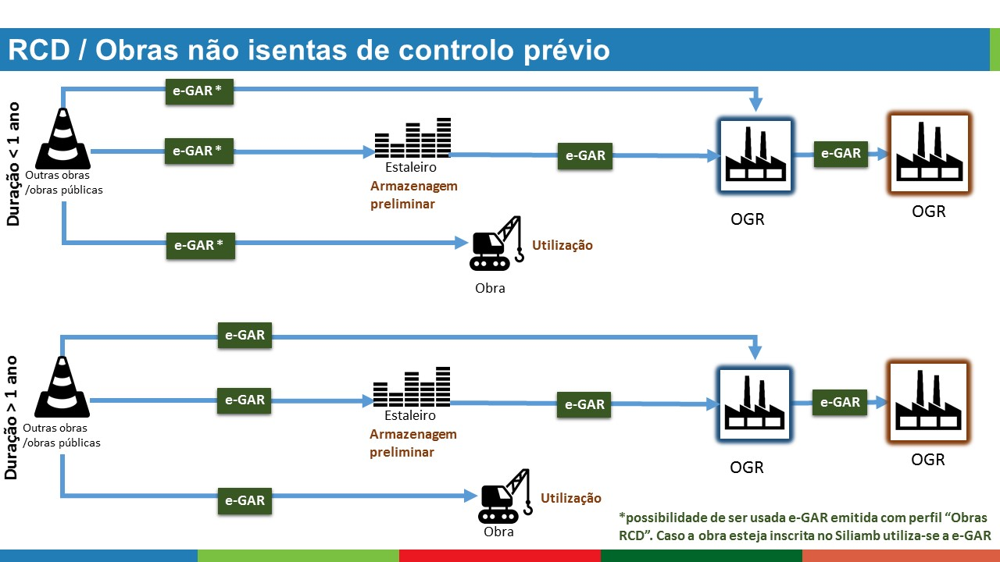 RCD / Obras não isentas de controlo prévio
Duração < 1 ano
e-GAR *
e-GAR *
Outras obras
/obras públicas
Estaleiro
Armazenagem
preliminar
e-GAR
OGR
e-GAR
OGR
e-GAR *
Utilização
Obra
Duração > 1 ano
e-GAR
e-GAR
Outras obras
/obras públicas
Estaleiro
Armazenagem
preliminar
e-GAR
OGR
e-GAR
OGR
e-GAR
Utilização
Obra
*possibilidade de ser usada e-GAR emitida com perfil “Obras
RCD”. Caso a obra esteja inscrita no Siliamb utiliza-se a e-GAR